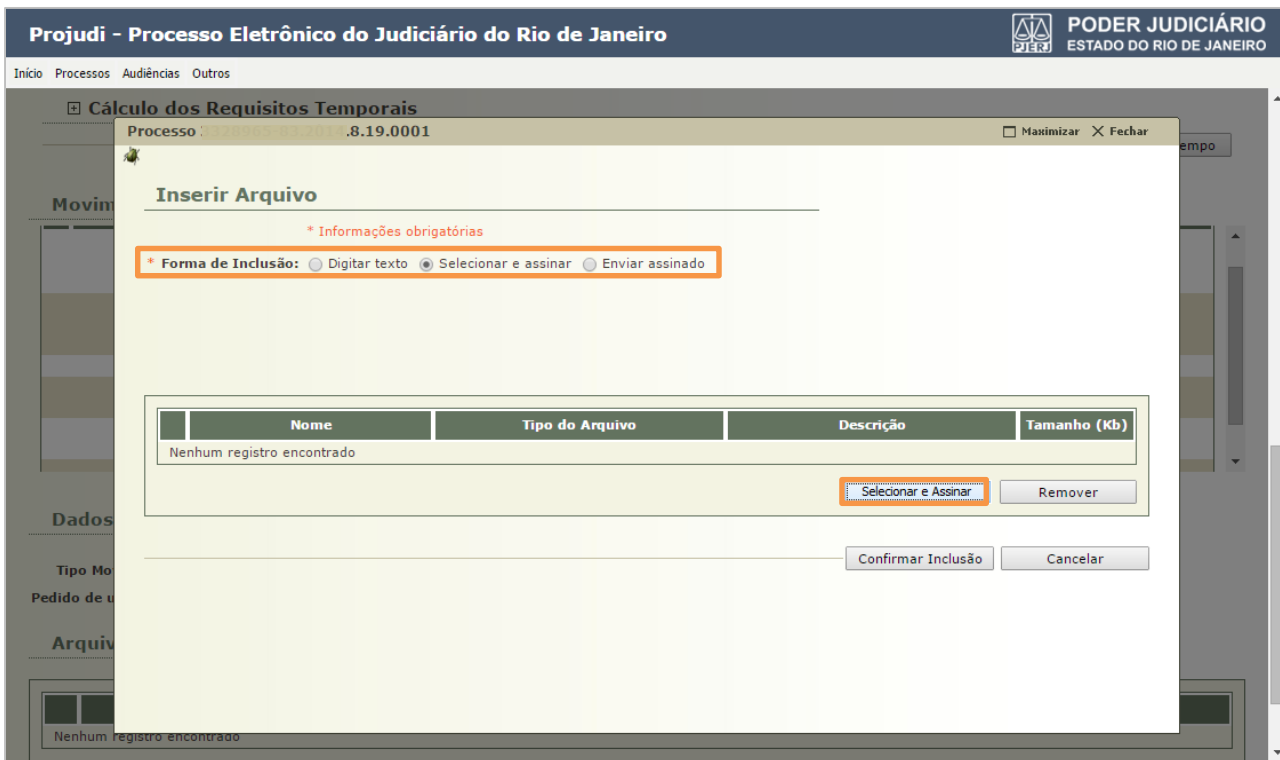 Projudi - Processo Eletrônico do Judiciário do Rio de Janeiro
PJERJ
PODER JUDICIÁRIO
ESTADO DO RIO DE JANEIRO
Início Processos Audiências Outros
Cálculo dos Requisitos Temporais
Processo 3328965-83.2014.8.19.0001
Maximizar
Fechar
empo
Inserir Arquivo
Movim
* Informações obrigatórias
* Forma de Inclusão: Digitar texto Selecionar e assinar Enviar assinado
Nome Tipo do Arquivo Descrição Tamanho (Kb)
Nenhum registro encontrado
Selecionar e Assinar Remover
Dados
Confirmar Inclusão Cancelar
Tipo Mo
Pedido de u
Arquiv
Nenhum registro encontrado